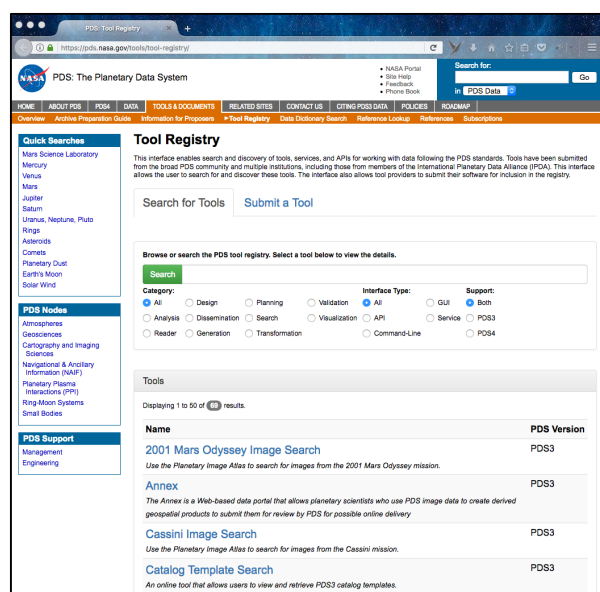 PDS: Tool Registry
https://pds.nasa.gov/tools/tool-registry/
NASA
PDS: The Planetary Data System
NASA Portal
Site Help
Feedback
Phone Book
Search for:
Go
in PDS Data
HOME ABOUT PDS PDS4 DATA TOOLS & DOCUMENTS RELATED SITES CONTACT US CITING PDS3 DATA POLICIES ROADMAP
Overview Archive Preparation Guide Information for Proposers Tool Registry Data Dictionary Search Reference Lookup References Subscriptions
Quick Searches
Mars Science Laboratory
Mercury
Venus
Mars
Jupiter
Saturn
Uranus, Neptune, Pluto
Rings
Asteroids
Comets
Planetary Dust
Earth's Moon
Solar Wind
PDS Nodes
Atmospheres
Geosciences
Cartography and Imaging
Sciences
Navigational & Ancillary
Information (NAIF)
Planetary Plasma
Interactions (PPI)
Ring-Moon Systems
Small Bodies
PDS Support
Management
Engineering
Tool Registry
This interface enables search and discovery of tools, services, and APIs for working with data following the PDS standards. Tools have been submitted
from the broad PDS community and multiple institutions, including those from members of the International Planetary Data Alliance (IPDA). This interface
allows the user to search for and discover these tools. The interface also allows tool providers to submit their software for inclusion in the registry.
Search for Tools Submit a Tool
Browse or search the PDS tool registry. Select a tool below to view the details.
Search
Category: Interface Type: Support:
All Design Planning Validation All GUI Both
Analysis Dissemination Search Visualization API Service PDS3
Reader Generation Transformation Command-Line PDS4
Tools
Displaying 1 to 50 of 69 results.
Name PDS Version
2001 Mars Odyssey Image Search PDS3
Use the Planetary Image Atlas to search for images from the 2001 Mars Odyssey mission.
Annex PDS3
The Annex is a Web-based data portal that allows planetary scientists who use PDS image data to create derived
geospatial products to submit them for review by PDS for possible online delivery
Cassini Image Search PDS3
Use the Planetary Image Atlas to search for images from the Cassini mission.
Catalog Template Search PDS3
An online tool that allows users to view and retrieve PDS3 catalog templates.